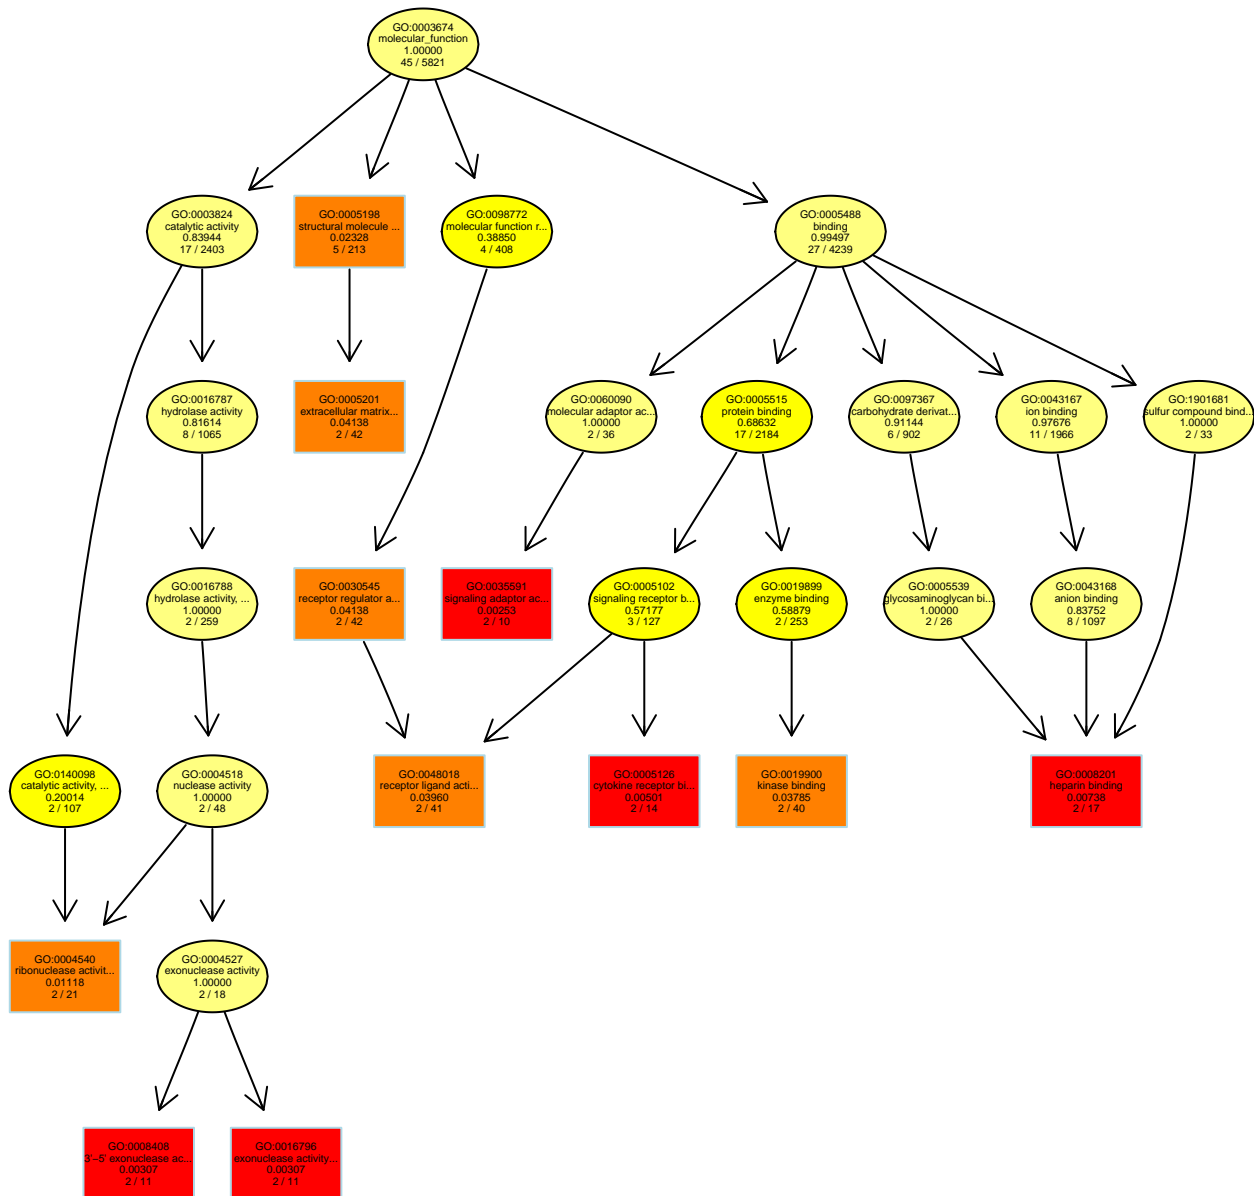 GO:0003674
molecular_function
1.00000
45 / 5821
GO:0003824
catalytic activity
0.83944
17 / 2403
GO:0005198
structural molecule ...
0.02328
5 / 213
GO:0098772
molecular function r...
0.38850
4 / 408
GO:0005488
binding
0.99497
27 / 4239
GO:0016787
hydrolase activity
0.81614
8 / 1065
GO:0005201
extracellular matrix...
0.04138
2 / 42
GO:0060090
molecular adaptor ac...
1.00000
2 / 36
GO:0005515
protein binding
0.68632
17 / 2184
GO:0097367
carbohydrate derivat...
0.91144
6 / 902
GO:0043167
ion binding
0.97676
11 / 1966
GO:1901681
sulfur compound bind...
1.00000
2 / 33
GO:0016788
hydrolase activity, ...
1.00000
2 / 259
GO:0030545
receptor regulator a...
0.04138
2 / 42
GO:0035591
signaling adaptor ac...
0.00253
2 / 10
GO:0005102
signaling receptor b...
0.57177
3 / 127
GO:0019899
enzyme binding
0.58879
2 / 253
GO:0005539
glycosaminoglycan bi...
1.00000
2 / 26
GO:0043168
anion binding
0.83752
8 / 1097
GO:0140098
catalytic activity, ...
0.20014
2 / 107
GO:0004518
nuclease activity
1.00000
2 / 48
GO:0048018
receptor ligand acti...
0.03960
2 / 41
GO:0005126
cytokine receptor bi...
0.00501
2 / 14
GO:0019900
kinase binding
0.03785
2 / 40
GO:0008201
heparin binding
0.00738
2 / 17
GO:0004540
ribonuclease activit...
0.01118
2 / 21
GO:0004527
exonuclease activity
1.00000
2 / 18
GO:0008408
3'−5' exonuclease ac...
0.00307
2 / 11
GO:0016796
exonuclease activity...
0.00307
2 / 11